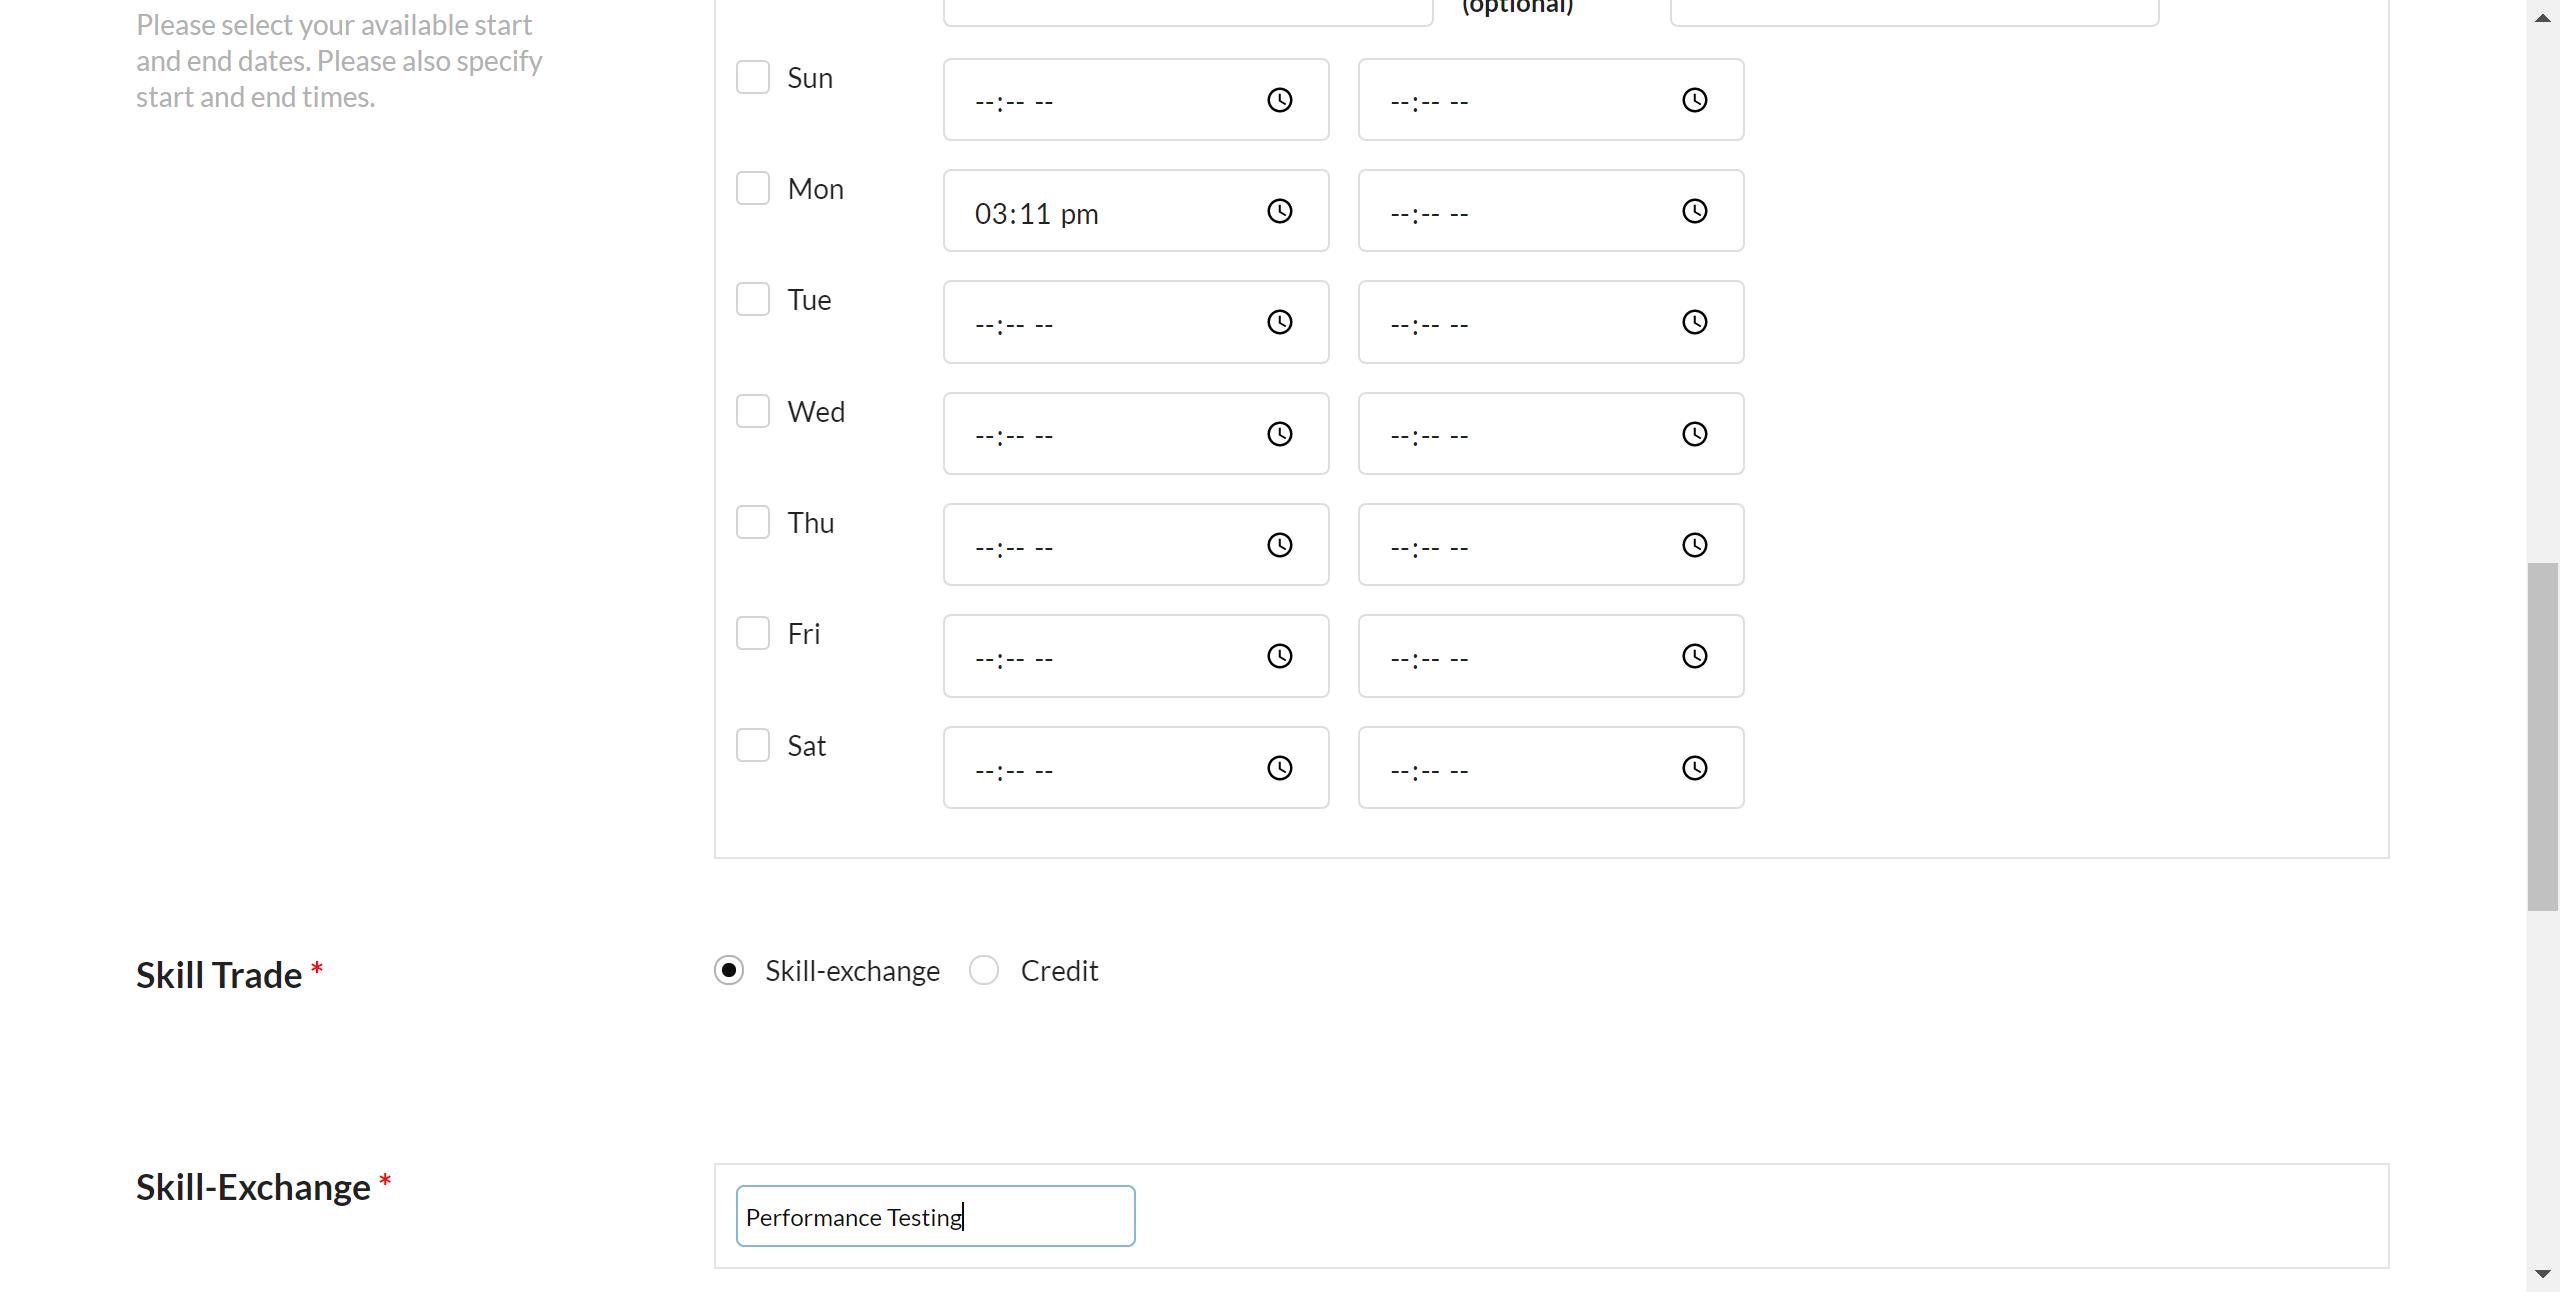 Please select your available start
and end dates. Please also specify
start and end times.
(optional)
Sun --:-- -- --:-- --
Mon 03:11 pm --:-- --
Tue --:-- -- --:-- --
Wed --:-- -- --:-- --
Thu --:-- -- --:-- --
Fri --:-- -- --:-- --
Sat --:-- -- --:-- --
Skill Trade * Skill-exchange Credit
Skill-Exchange *
Performance Testing